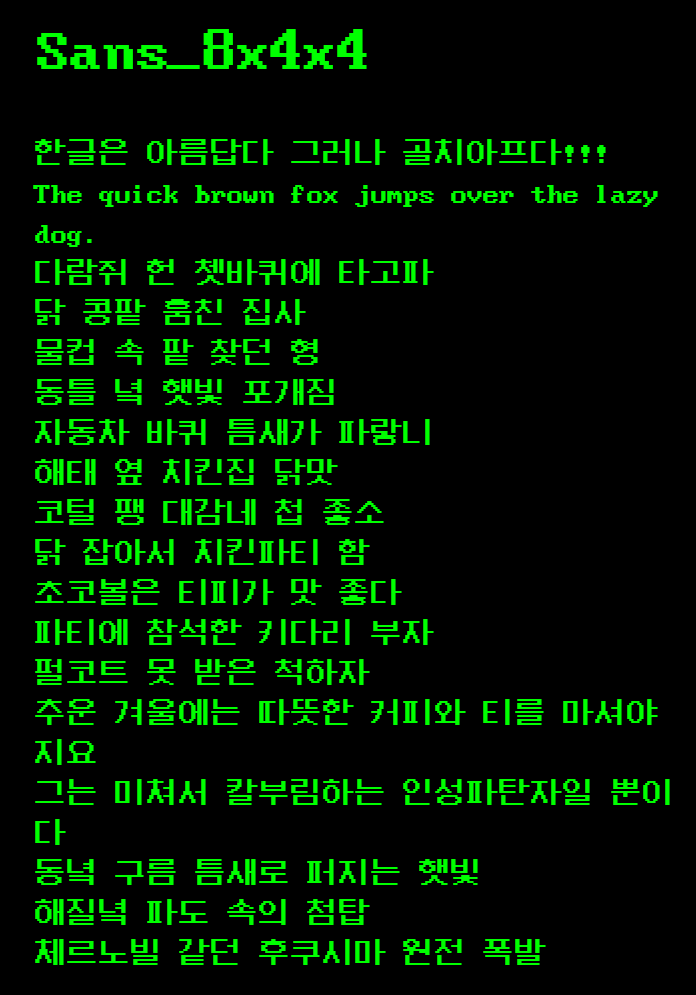 Sans_8x4x4
한글은 아름답다 그러나 골치아프다!!!
The quick brown fox jumps over the lazy
dog.
다람쥐 헌 쳇바퀴에 타고파
닭 콩팥 훔친 집사
물컵 속 팥 찾던 형
동틀 녘 햇빛 포개짐
자동차 바퀴 틈새가 파랗니
해태 옆 치킨집 닭맛
코털 팽 대감네 첩 좋소
닭 잡아서 치킨파티 함
초코볼은 티피가 맛 좋다
파티에 참석한 키다리 부자
펄코트 못 받은 척하자
추운 겨울에는 따뜻한 커피와 티를 마셔야
지요
그는 미쳐서 칼부림하는 인성파탄자일 뿐이
다
동녘 구름 틈새로 퍼지는 햇빛
해질녘 파도 속의 첨탑
체르노빌 같던 후쿠시마 원전 폭발